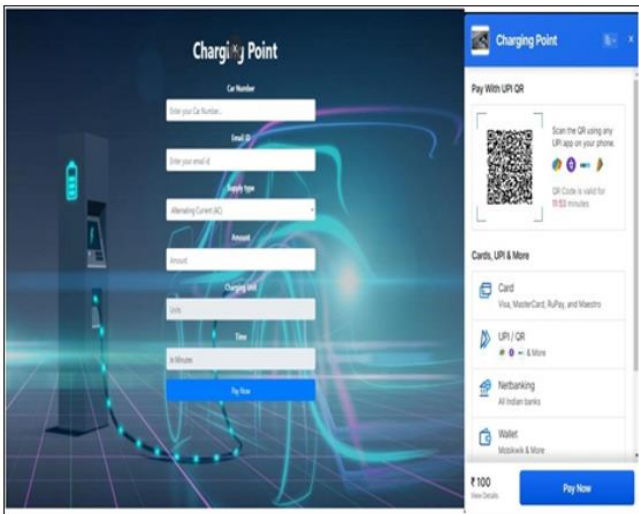 Charging Point
Car Number
Enter your Car Number...
Email ID
Enter your email id
Supply type
Alternating Current (AC)
Amount
Amount
Charging Unit
Units
Time
In Minutes
Pay Now
Charging Point
Pay With UPI QR
Scan the QR using any
UPI app on your phone.
QR Code is valid for
11:53 minutes
Cards, UPI & More
Card
Visa, MasterCard, RuPay, and Maestro
UPI / QR
& More
Netbanking
All Indian banks
Wallet
Mobikwik & More
₹ 100
View Details
Pay Now